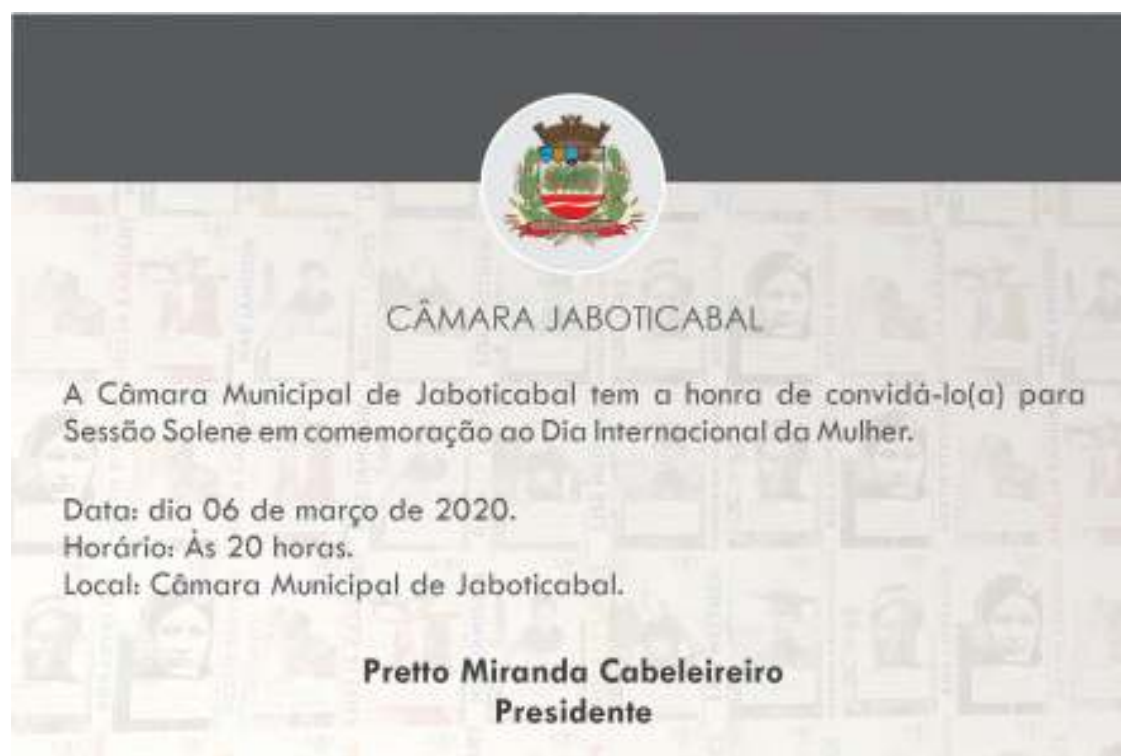 CÂMARA JABOTICABAL
A Câmara Municipal de Jaboticabal tem a honra de convidá-lo(a) para
Sessão Solene em comemoração ao Dia Internacional da Mulher.
Data: dia 06 de março de 2020.
Horário: Às 20 horas.
Local: Câmara Municipal de Jaboticabal.
Pretto Miranda Cabeleireiro
Presidente